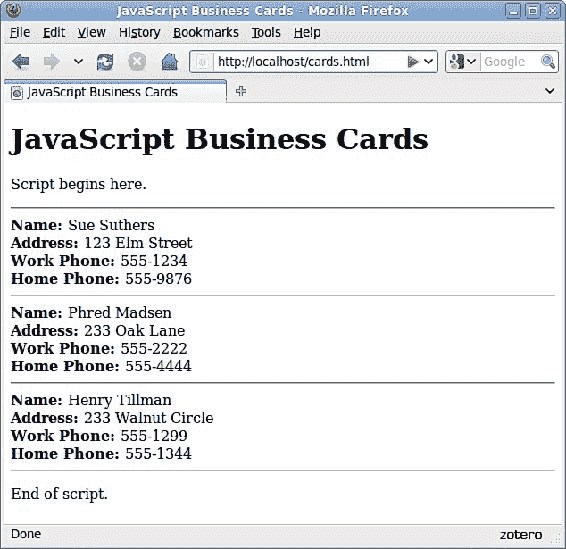 JavaScript Business Cards - Mozilla Firefox
File Edit View History Bookmarks Tools Help
http://localhost/cards.html Google
JavaScript Business Cards
JavaScript Business Cards
Script begins here.
Name: Sue Suthers
Address: 123 Elm Street
Work Phone: 555-1234
Home Phone: 555-9876
Name: Phred Madsen
Address: 233 Oak Lane
Work Phone: 555-2222
Home Phone: 555-4444
Name: Henry Tillman
Address: 233 Walnut Circle
Work Phone: 555-1299
Home Phone: 555-1344
End of script.
Done zotero